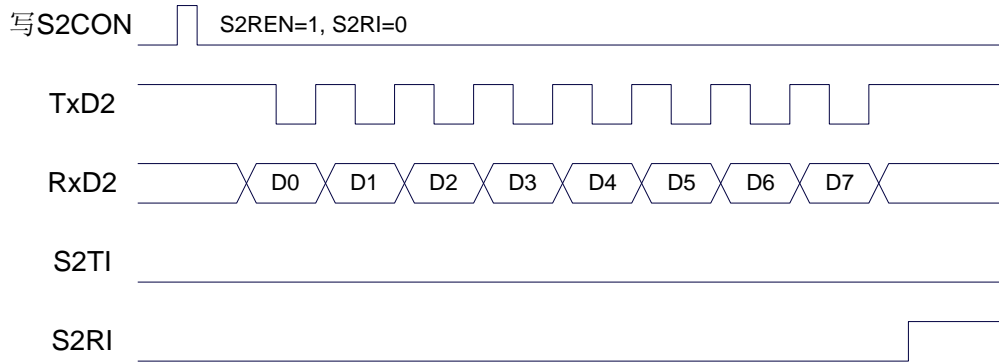 写S2CON S2REN=1, S2RI=0
TxD2
RxD2 D0 D1 D2 D3 D4 D5 D6 D7
S2TI
S2RI